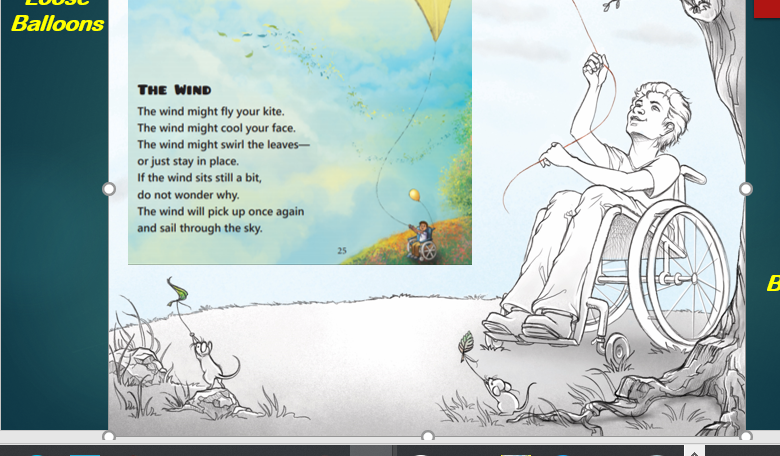 Loose
Balloons
THE WIND
The wind might fly your kite.
The wind might cool your face.
The wind might swirl the leaves—
or just stay in place.
If the wind sits still a bit,
do not wonder why.
The wind will pick up once again
and sail through the sky.
25
B